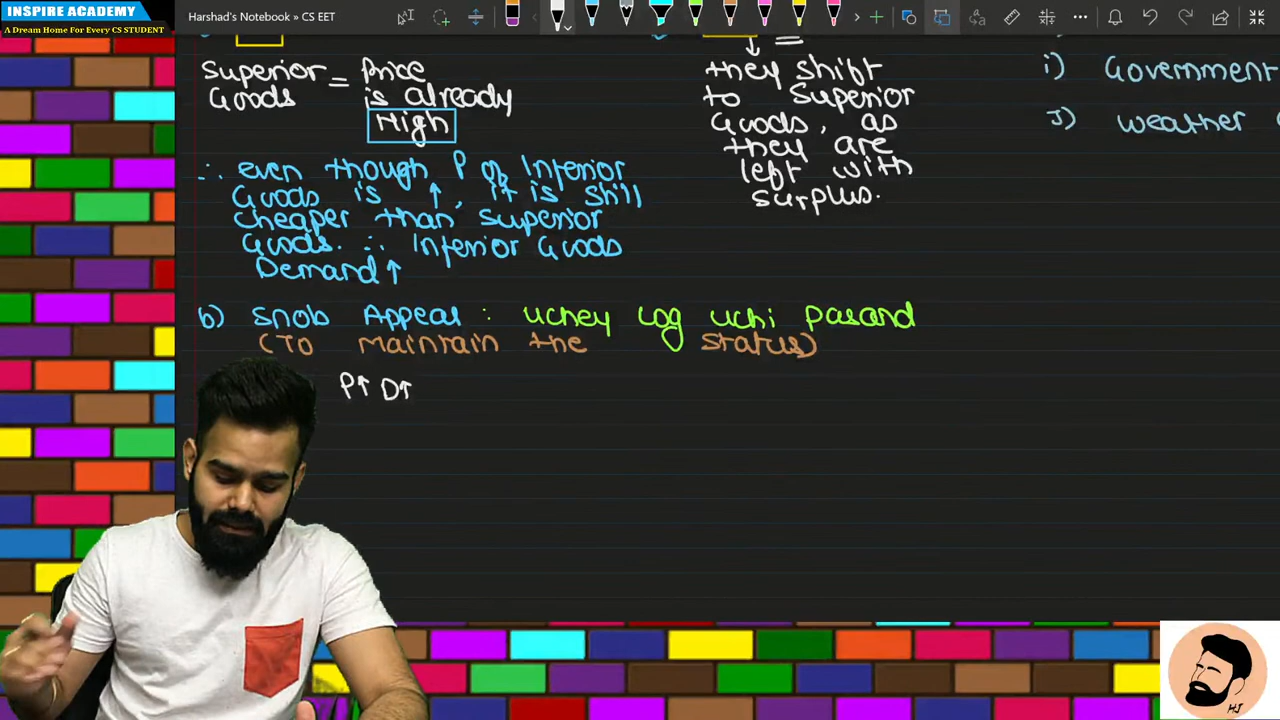 INSPIRE ACADEMY
A Dream Home For Every CS STUDENT
Harshad's Notebook » CS EET
Superior = Price
Goods is already
High
∴ even though P of Inferior
Goods is ↑, it is still
cheaper than superior
Goods. ∴ Inferior Goods
Demand ↑
they shift
to superior
Goods, as
they are
left with
surplus.
i) Government
J) weather
b) Snob Appeal : uchey log uchi pasand
(To maintain the status)
P↑ D↑
HJ